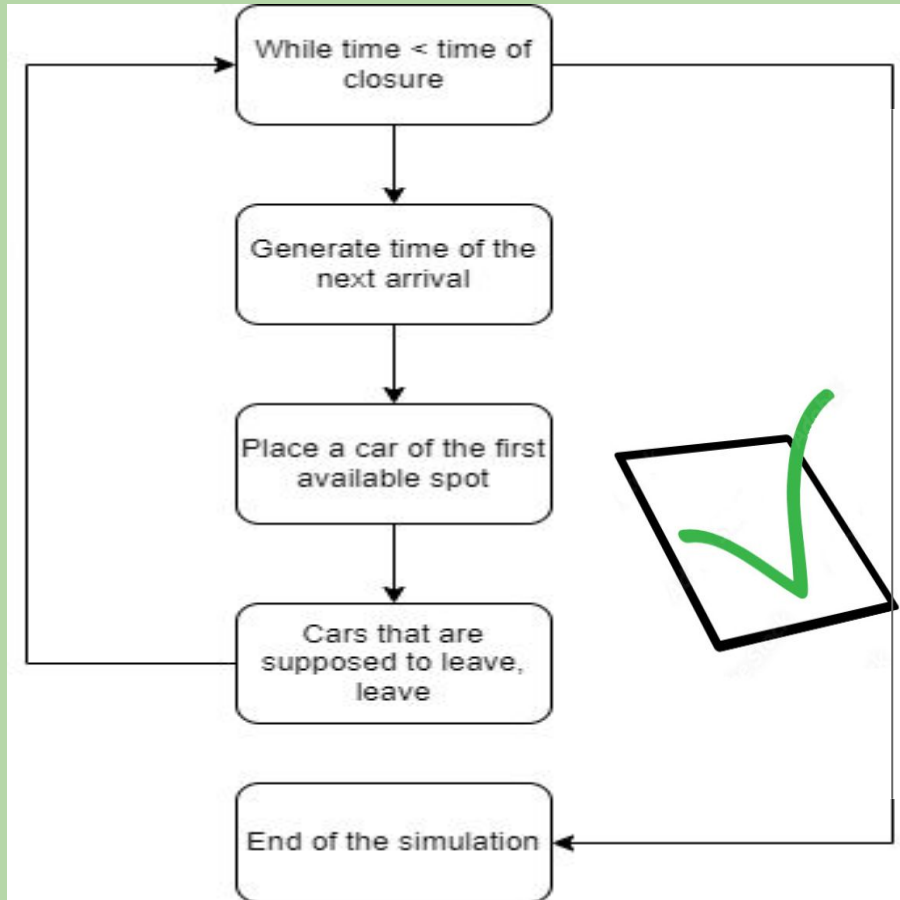 While time < time of
closure
Generate time of the
next arrival
Place a car of the first
available spot
Cars that are
supposed to leave,
leave
End of the simulation